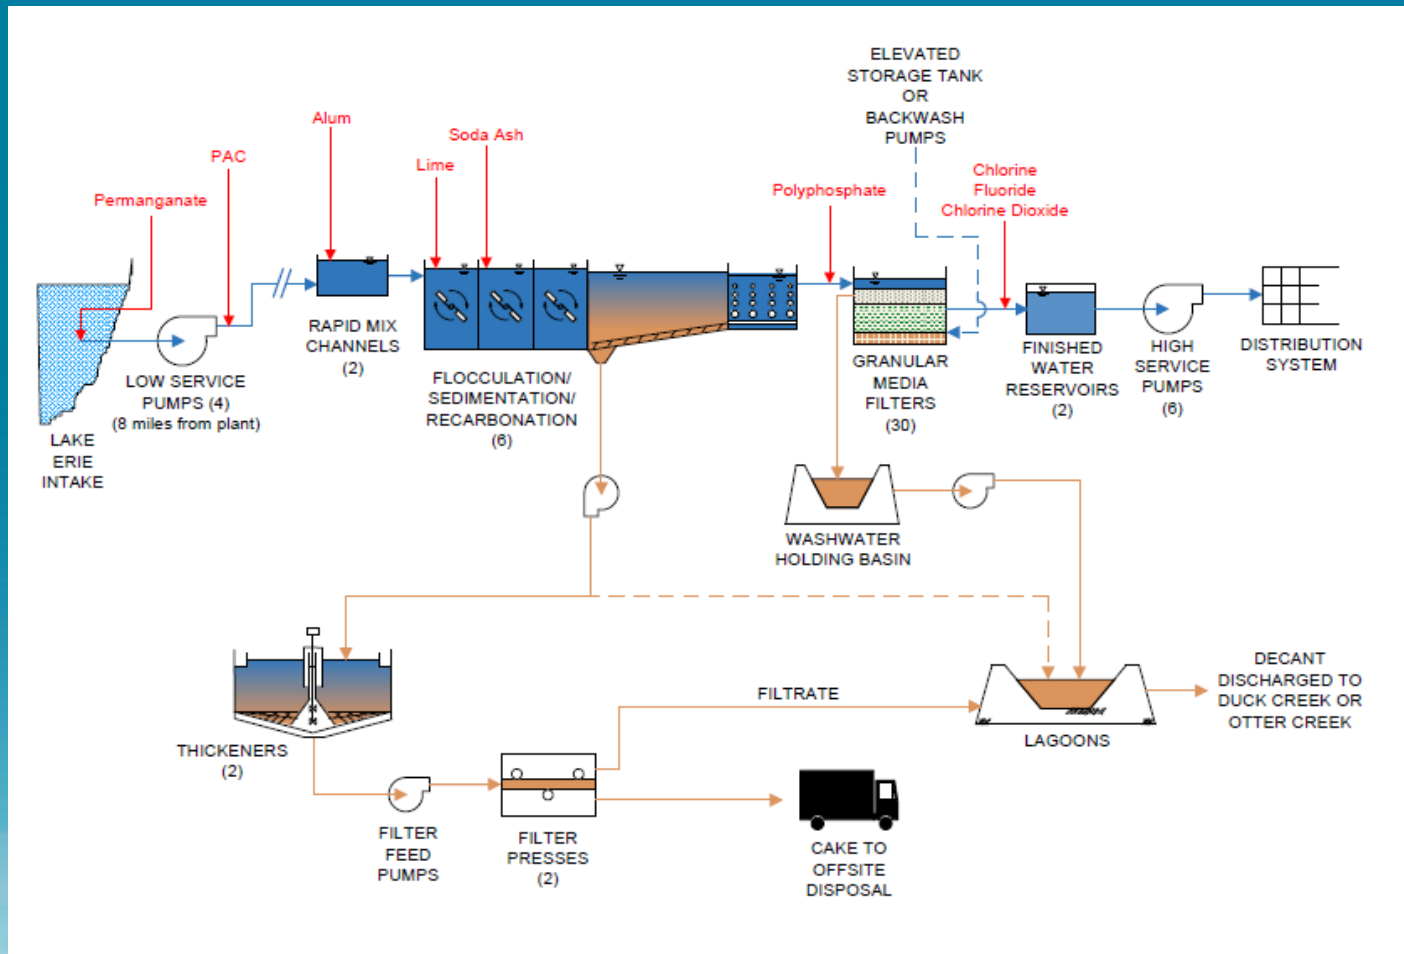 ELEVATED
STORAGE TANK
OR
BACKWASH
PUMPS
Alum
Soda Ash
PAC
Lime
Permanganate
Polyphosphate
Chlorine
Fluoride
Chlorine Dioxide
LAKE
ERIE
INTAKE
LOW SERVICE
PUMPS (4)
(8 miles from plant)
RAPID MIX
CHANNELS
(2)
FLOCCULATION/
SEDIMENTATION/
RECARBONATION
(6)
GRANULAR
MEDIA
FILTERS
(30)
FINISHED
WATER
RESERVOIRS
(2)
HIGH
SERVICE
PUMPS
(6)
DISTRIBUTION
SYSTEM
WASHWATER
HOLDING BASIN
THICKENERS
(2)
FILTER
FEED
PUMPS
FILTER
PRESSES
(2)
FILTRATE
CAKE TO
OFFSITE
DISPOSAL
LAGOONS
DECANT
DISCHARGED TO
DUCK CREEK OR
OTTER CREEK